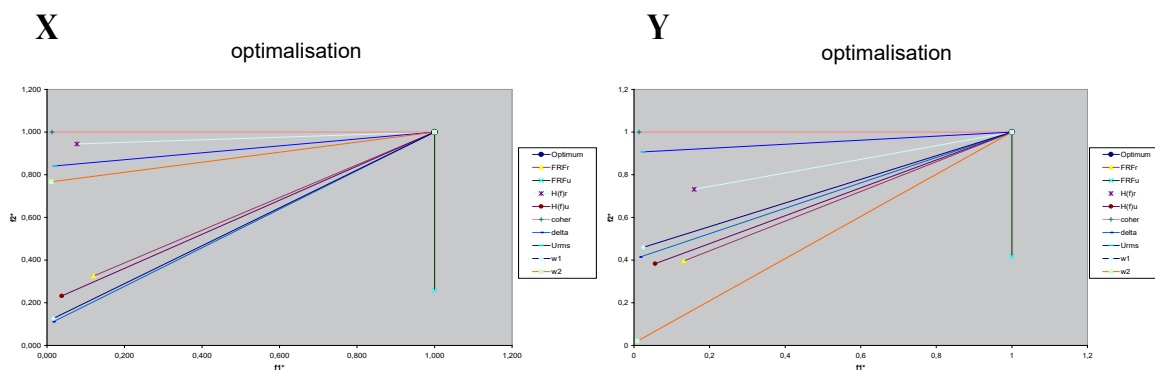 X
optimalisation
1,200
1,000
0,800
0,600
0,400
0,200
0,000
f2*
0,000 0,200 0,400 0,600 0,800 1,000 1,200
f1*
Optimum
FRFr
FRFu
H(f)r
H(f)u
coher
delta
Urms
w1
w2
Y
optimalisation
1,2
1
0,8
0,6
0,4
0,2
0
f2*
0 0,2 0,4 0,6 0,8 1 1,2
f1*
Optimum
FRFr
FRFu
H(f)r
H(f)u
coher
delta
Urms
w1
w2